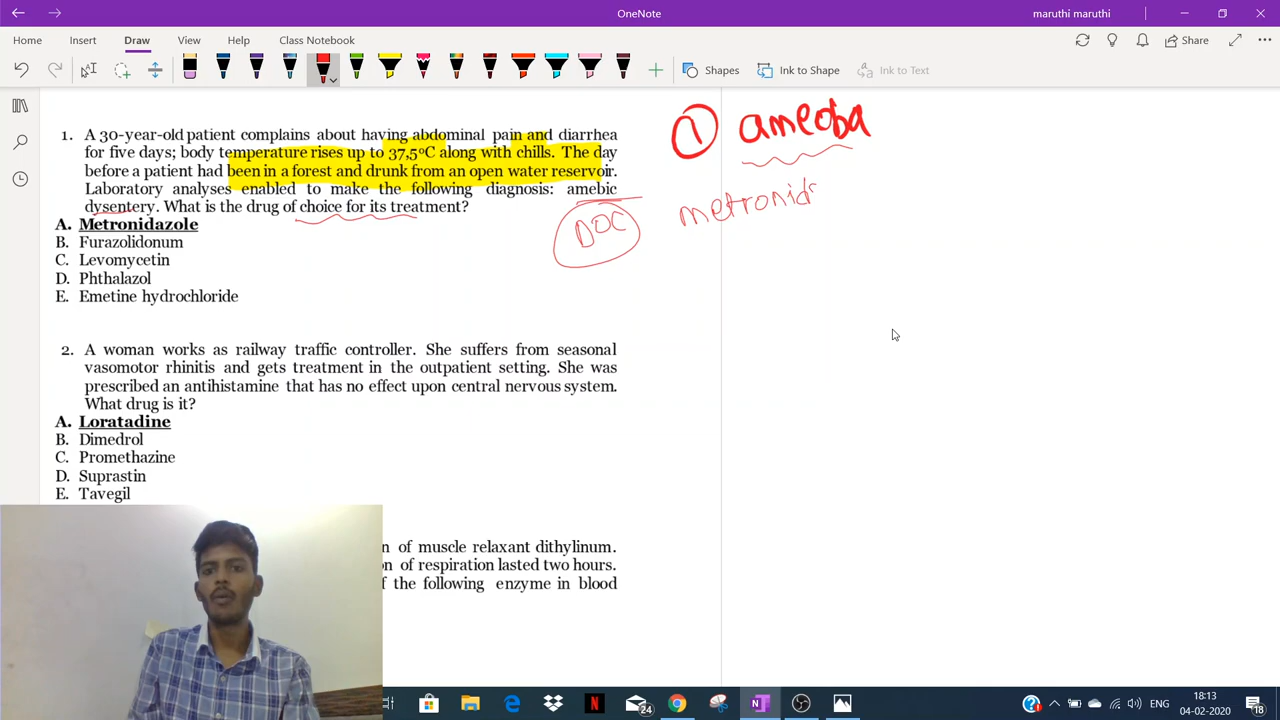 OneNote
maruthi maruthi
Home Insert Draw View Help Class Notebook
Share
Shapes
Ink to Shape
Ink to Text
1. A 30-year-old patient complains about having abdominal pain and diarrhea
for five days; body temperature rises up to 37,5°C along with chills. The day
before a patient had been in a forest and drunk from an open water reservoir.
Laboratory analyses enabled to make the following diagnosis: amebic
dysentery. What is the drug of choice for its treatment?
A. Metronidazole
B. Furazolidonum
C. Levomycetin
D. Phthalazol
E. Emetine hydrochloride
DOC
1 ameoba
metronid
2. A woman works as railway traffic controller. She suffers from seasonal
vasomotor rhinitis and gets treatment in the outpatient setting. She was
prescribed an antihistamine that has no effect upon central nervous system.
What drug is it?
A. Loratadine
B. Dimedrol
C. Promethazine
D. Suprastin
E. Tavegil
n of muscle relaxant dithylinum.
on of respiration lasted two hours.
f the following enzyme in blood
24
ENG
18:13
04-02-2020
18